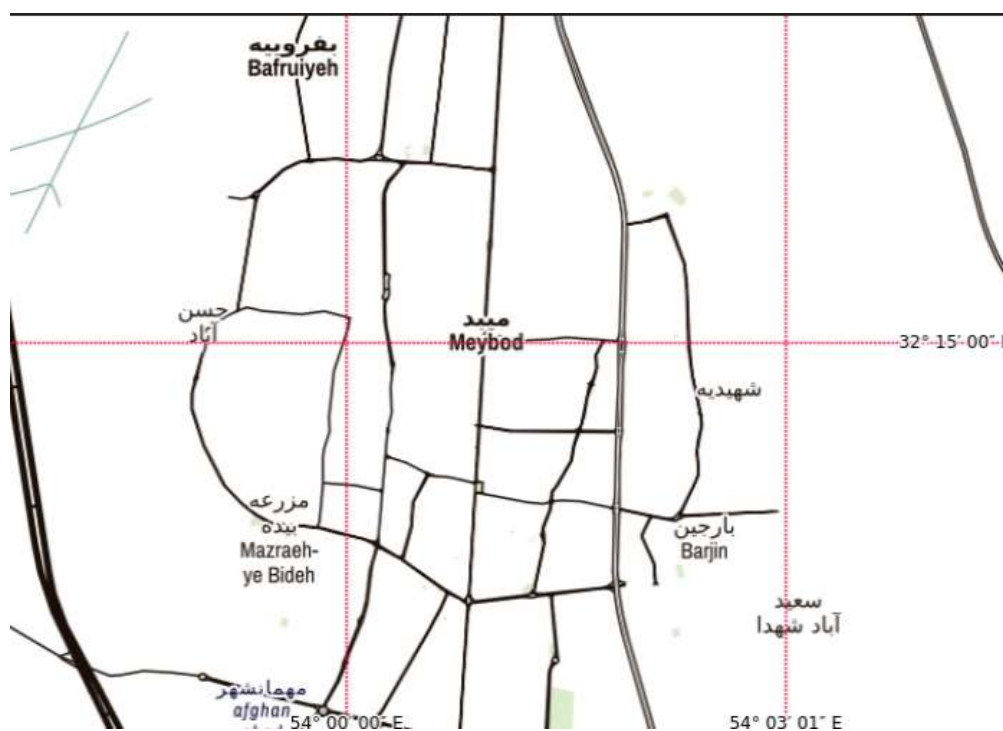 بفروییه
Bafruiyeh
حسن
آباد
میبد
Meybod
32° 15′ 00″
شهیدیه
مزرعه
بیده
Mazraeh-
ye Bideh
بارجین
Barjin
سعید
آباد شهدا
مهمانشهر
afghan
54° 00′ 00″ E
54° 03′ 01″ E